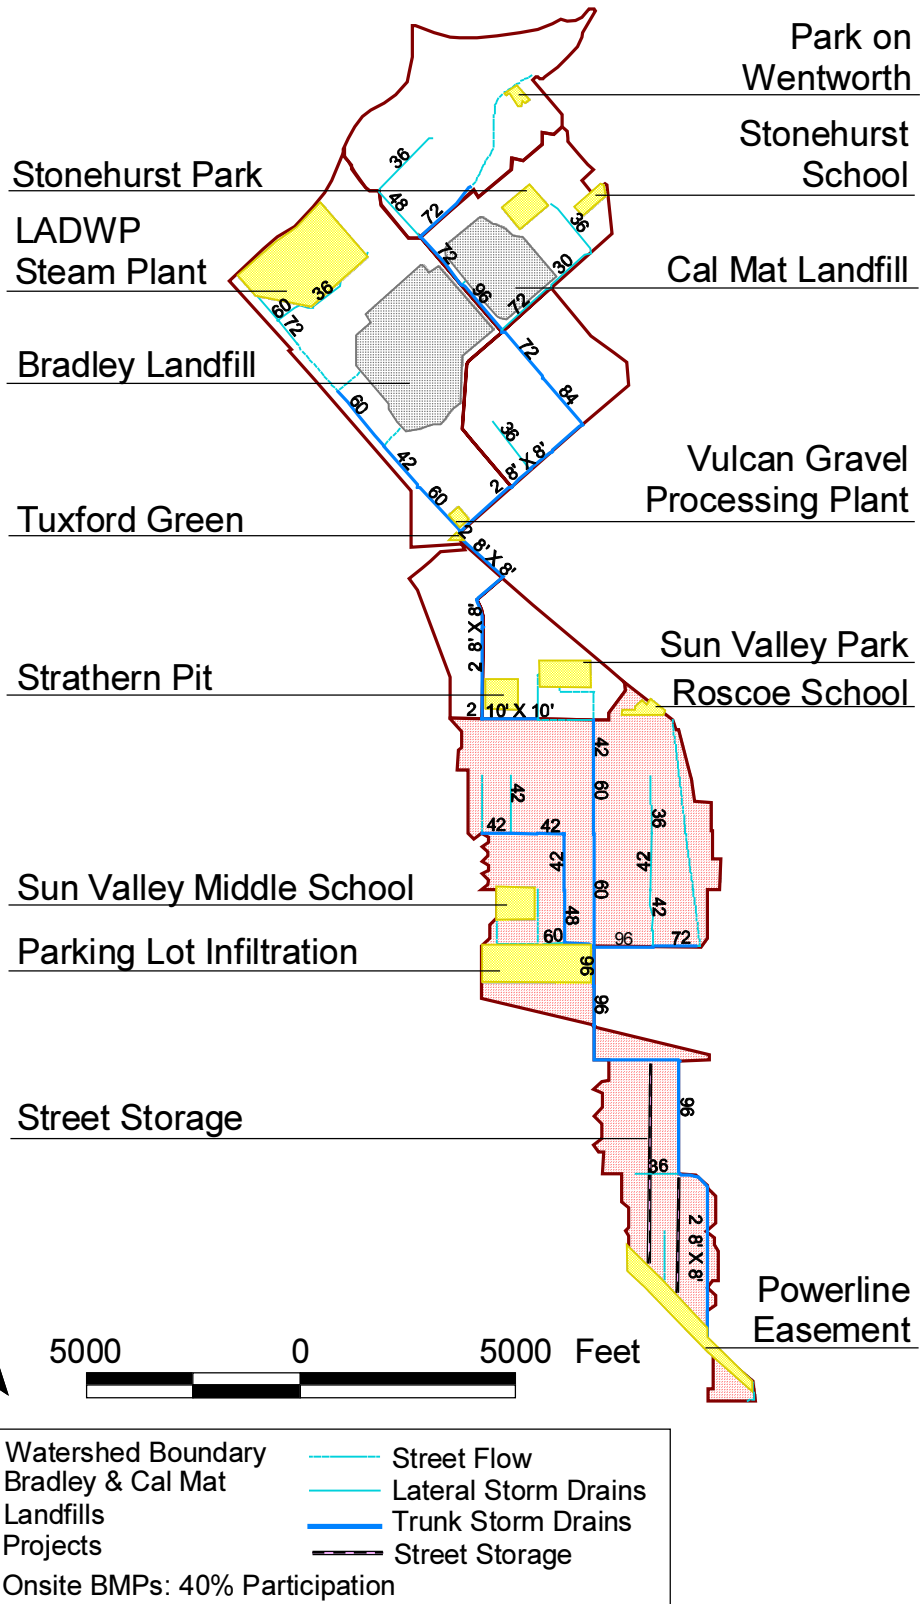 Park on
Wentworth
Stonehurst
School
Stonehurst Park
LADWP
Steam Plant
Cal Mat Landfill
Bradley Landfill
Vulcan Gravel
Processing Plant
Tuxford Green
Sun Valley Park
Strathern Pit
Roscoe School
Sun Valley Middle School
Parking Lot Infiltration
Street Storage
Powerline
Easement
36
48
72
72
96
36
30
72
36
60
72
72
84
60
36
42
2 8' X 8'
60
2 8' X 8'
2 8' X 8'
2 10' X 10'
42
60
42
42
42
36
42
42
60
42
48
60
96
72
96
96
96
36
2 8' X 8'
5000 0 5000 Feet
Watershed Boundary
Bradley & Cal Mat
Landfills
Projects
Onsite BMPs: 40% Participation
Street Flow
Lateral Storm Drains
Trunk Storm Drains
Street Storage